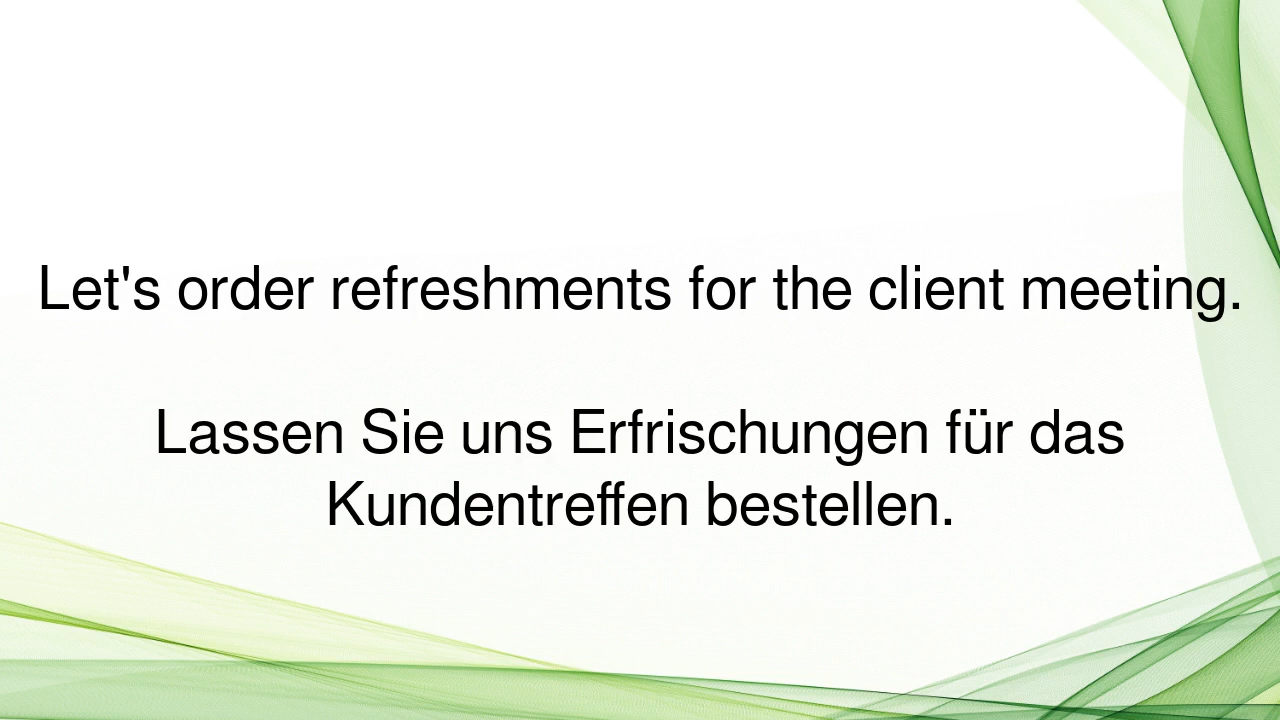 Let's order refreshments for the client meeting.
Lassen Sie uns Erfrischungen für das
Kundentreffen bestellen.